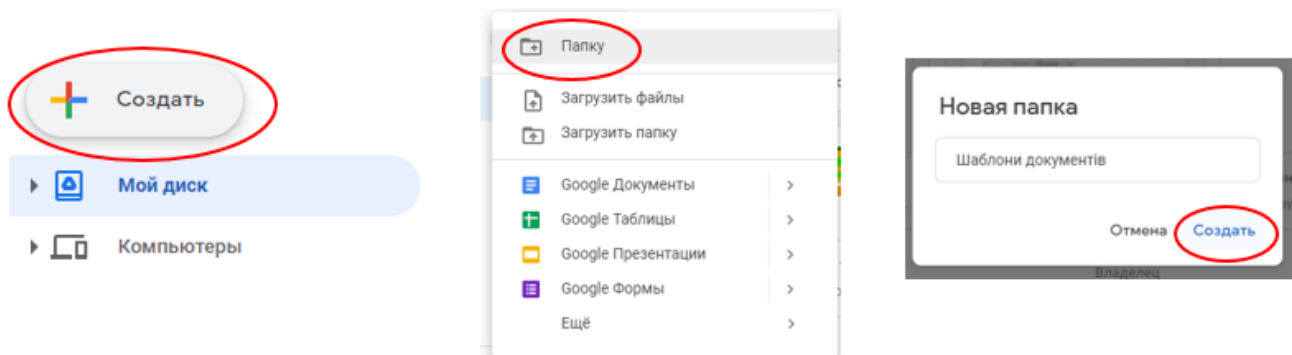 Создать
Мой диск
Компьютеры
Папку
Загрузить файлы
Загрузить папку
Google Документы
Google Таблицы
Google Презентации
Google Формы
Ещё
Новая папка
Шаблони документів
Отмена Создать
Владелец